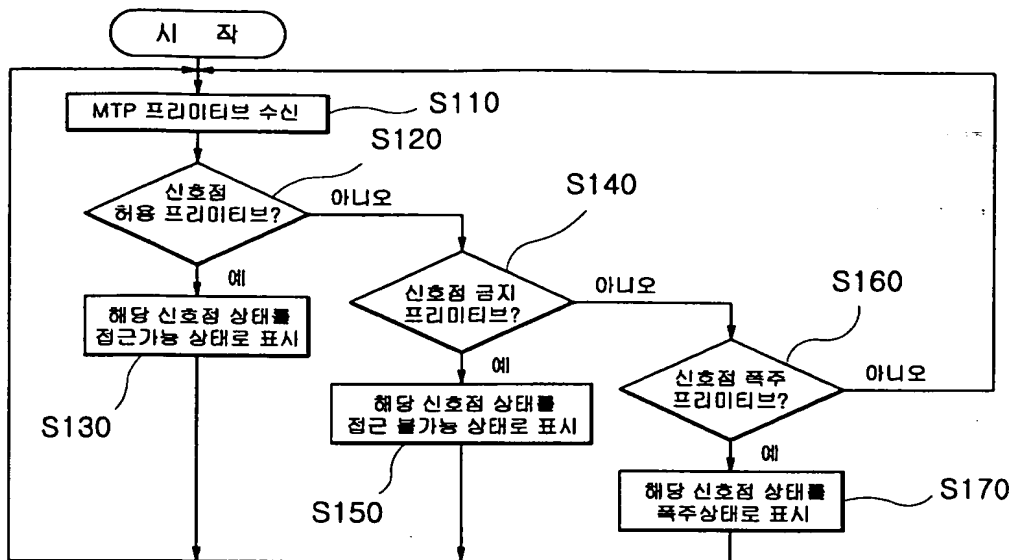 시 작
MTP 프리미티브 수신
S110
S120
신호점
허용 프리미티브?
아니오
예
S140
신호점 금지
프리미티브?
아니오
예
S160
신호점 폭주
프리미티브?
아니오
예
해당 신호점 상태를
접근가능 상태로 표시
S130
해당 신호점 상태를
접근 불가능 상태로 표시
S150
해당 신호점 상태를
폭주상태로 표시
S170